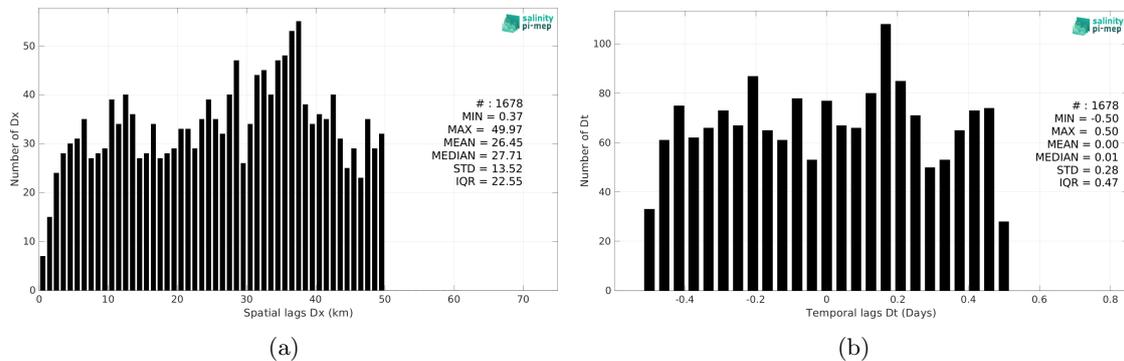 salinity
pi-mep
50
40
30
20
10
0
Number of Dx
# : 1678
MIN = 0.37
MAX = 49.97
MEAN = 26.45
MEDIAN = 27.71
STD = 13.52
IQR = 22.55
0 10 20 30 40 50 60 70
Spatial lags Dx (km)
(a)
salinity
pi-mep
100
80
60
40
20
0
Number of Dt
# : 1678
MIN = -0.50
MAX = 0.50
MEAN = 0.00
MEDIAN = 0.01
STD = 0.28
IQR = 0.47
-0.4 -0.2 0 0.2 0.4 0.6 0.8
Temporal lags Dt (Days)
(b)